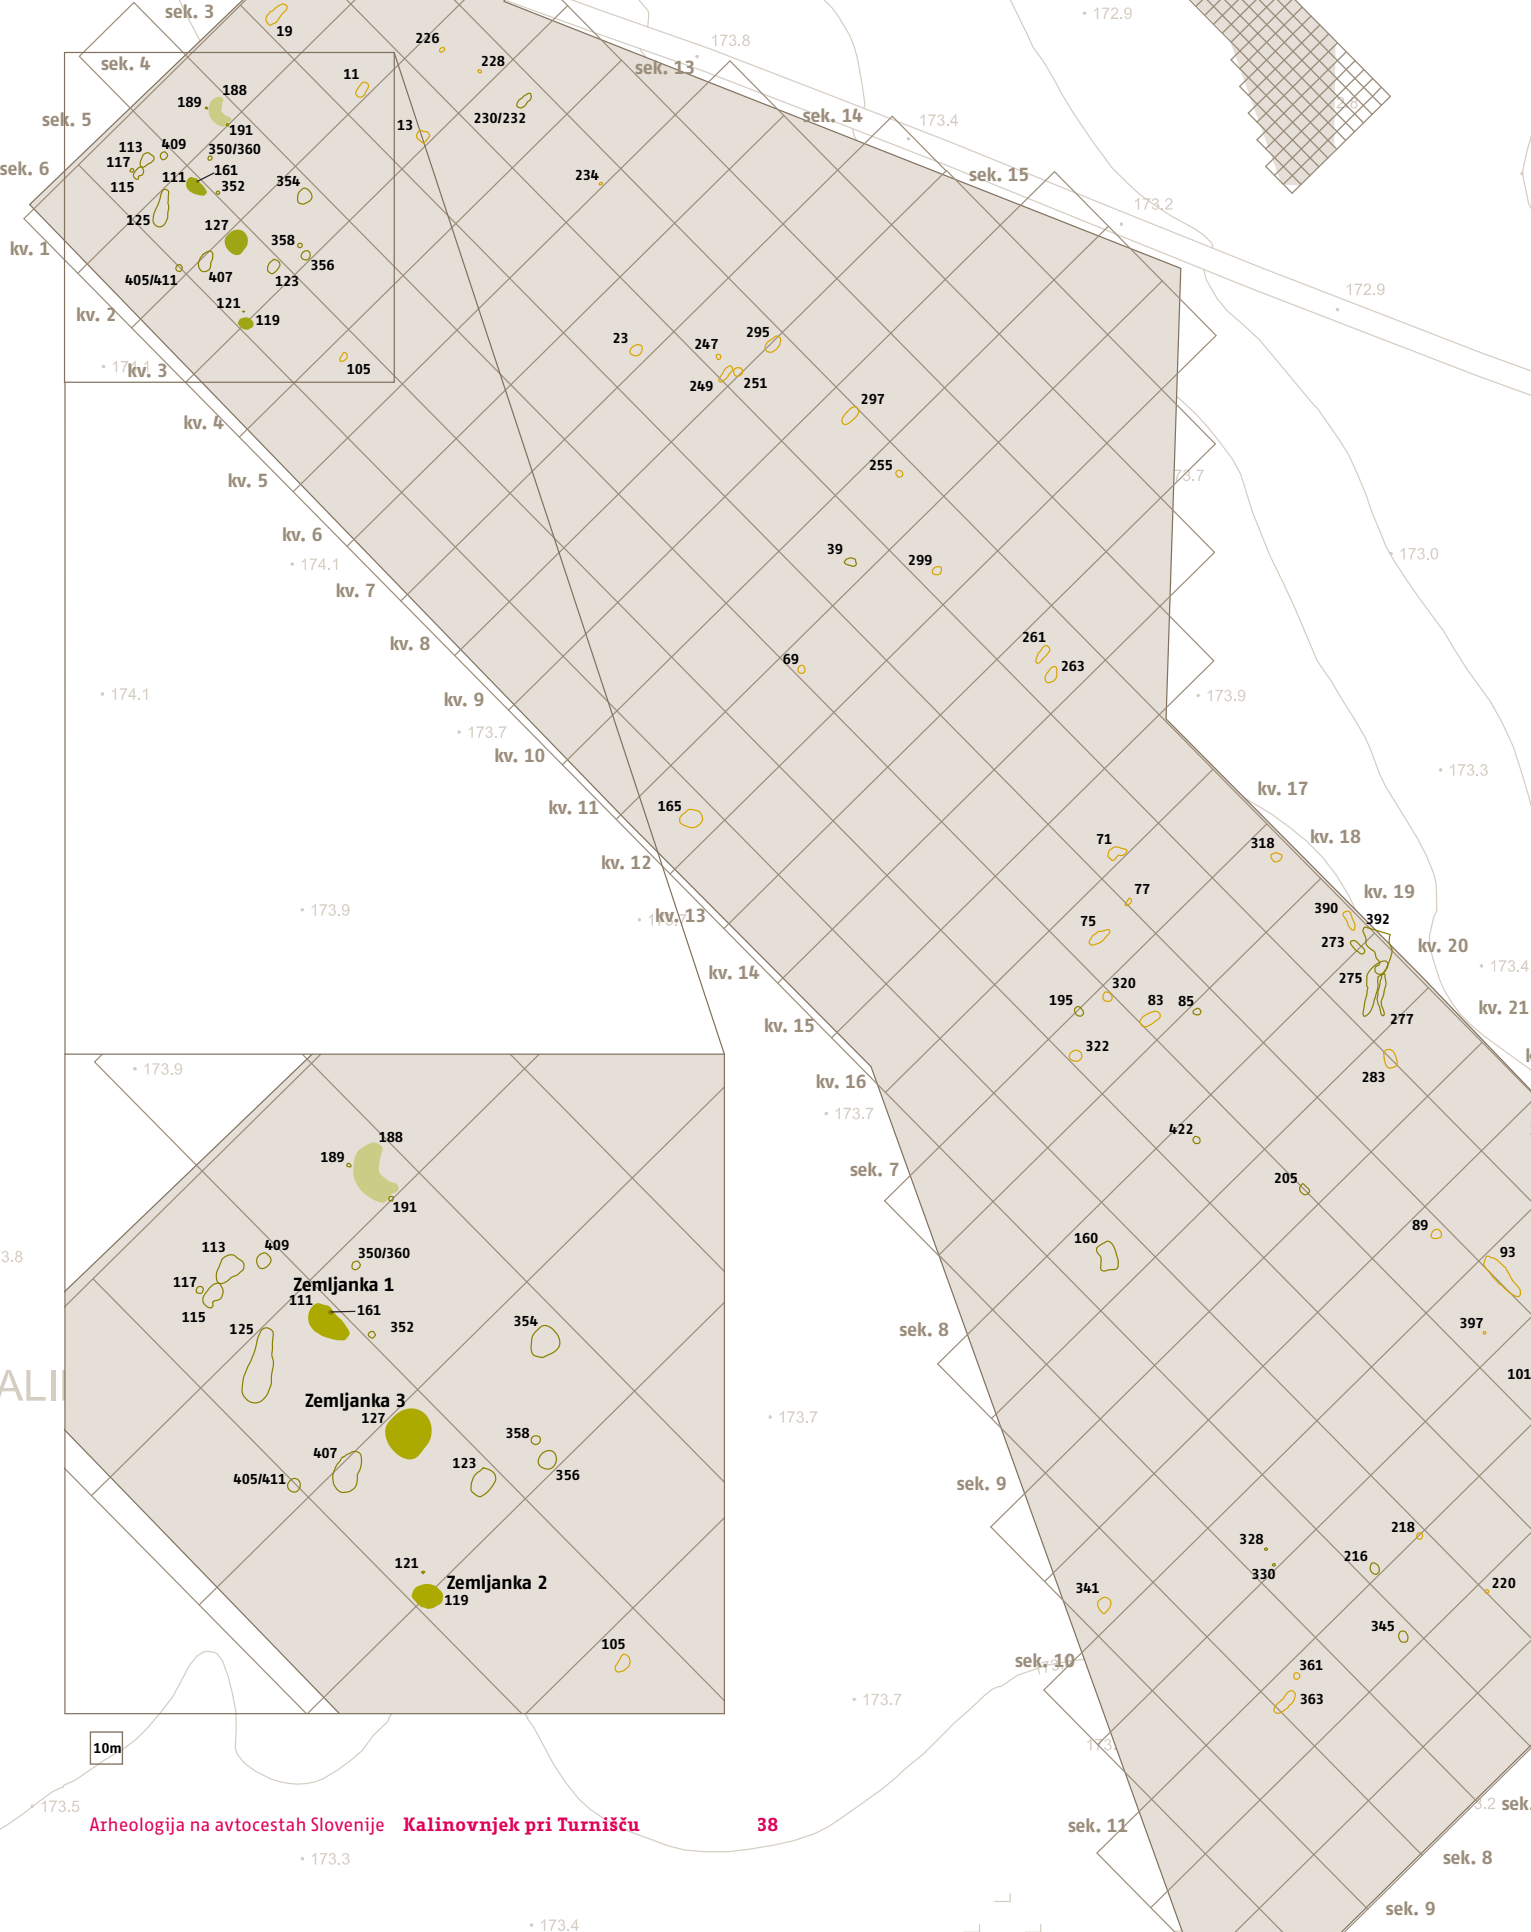 sek. 3
19
226
228
172.9
173.8
sek. 13
sek. 4
11
188
189
191
sek. 5
13
230/232
sek. 14
173.4
2.8
113
409
350/360
117
sek. 6
111
161
115
352
354
234
sek. 15
173.2
125
127
kv. 1
358
356
405/411
407
123
172.9
121
119
kv. 2
105
kv. 3
23
247
295
249
251
297
kv. 4
255
73.7
kv. 5
39
299
173.0
kv. 6
174.1
kv. 7
261
263
69
kv. 8
174.1
173.9
kv. 9
173.7
173.3
kv. 10
kv. 17
165
kv. 11
71
318
kv. 18
kv. 12
77
kv. 19
390
392
173.9
kv. 13
75
273
kv. 20
173.4
kv. 14
275
195
320
83
85
277
kv. 21
kv. 15
322
283
kv. 16
173.9
173.7
422
188
189
191
sek. 7
205
89
160
93
3.8
113
409
350/360
117
Zemljanka 1
111
161
115
352
125
354
sek. 8
397
ALI
101
Zemljanka 3
127
173.7
407
358
405/411
123
356
sek. 9
218
328
216
330
121
Zemljanka 2
119
341
220
345
105
sek. 10
361
363
173.7
10m
173.
173.5
3.2
sek.
Arheologija na avtocestah Slovenije Kalinovnjek pri Turnišču 38
sek. 11
sek. 8
173.3
sek. 9
173.4